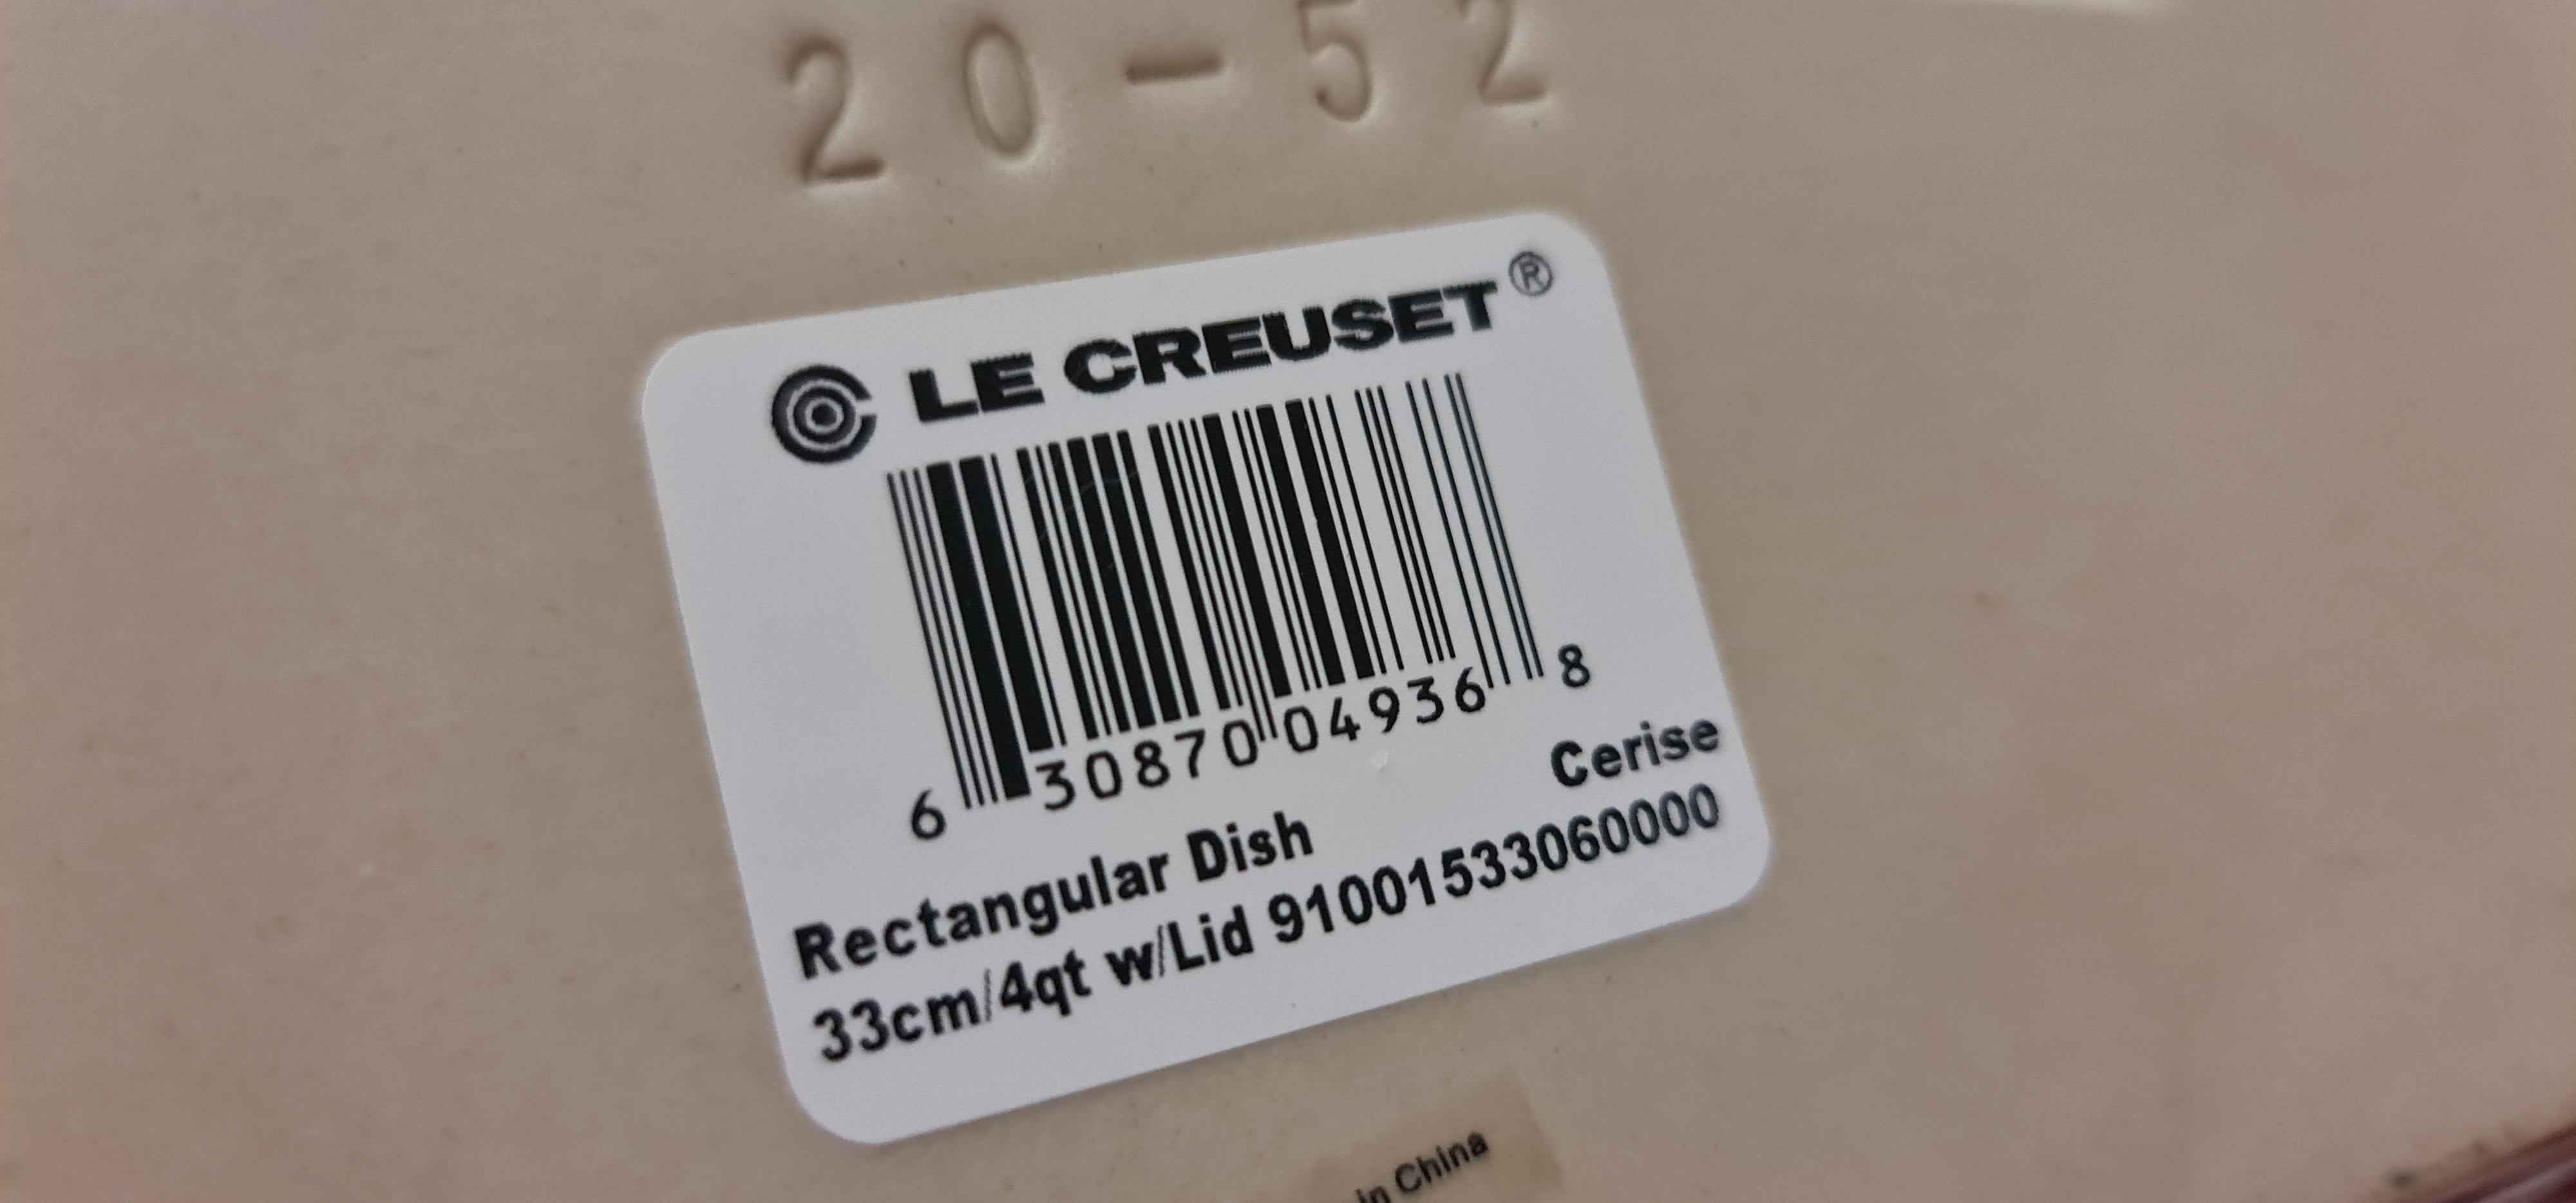 20-52
LE CREUSET®
6 30870 04936 8
Cerise
Rectangular Dish
33cm/4qt w/Lid 91001533060000
in China